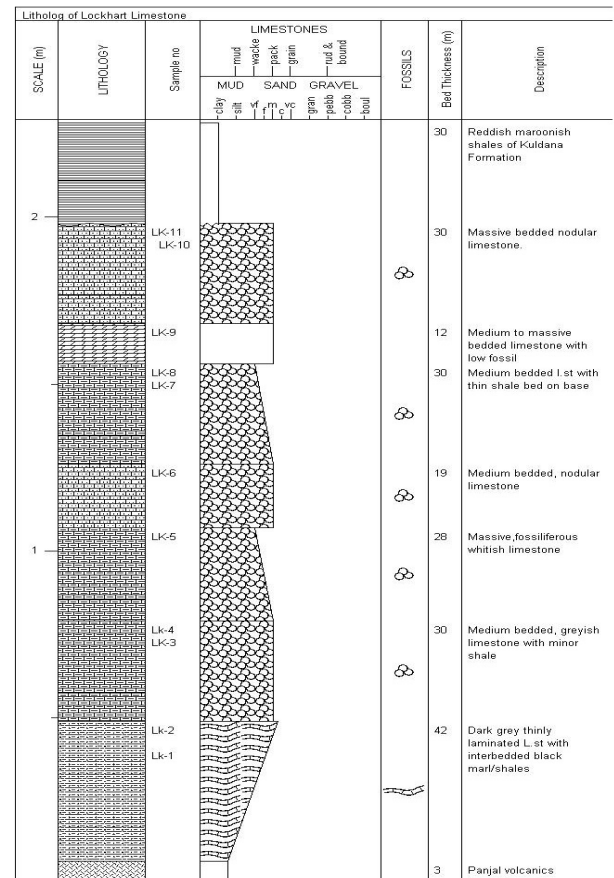 Litholog of Lockhart Limestone
SCALE (m)
LITHOLOGY
Sample no
LIMESTONES
mud
wacke
pack
grain
rud &
bound
MUD SAND GRAVEL
clay
silt
vf
f
m
c
vc
gran
pebb
cobb
boul
FOSSILS
Bed Thickness (m)
Description
30 Reddish maroonish
shales of Kuldana
Formation
2
LK-11
LK-10
30 Massive bedded nodular
limestone.
LK-9
12 Medium to massive
bedded limestone with
low fossil
LK-8
LK-7
30 Medium bedded l.st with
thin shale bed on base
LK-6
19 Medium bedded, nodular
limestone
1
LK-5
28 Massive,fossiliferous
whitish limestone
Lk-4
LK-3
30 Medium bedded, greyish
limestone with minor
shale
Lk-2
Lk-1
42 Dark grey thinly
laminated L.st with
interbedded black
marl/shales
3 Panjal volcanics